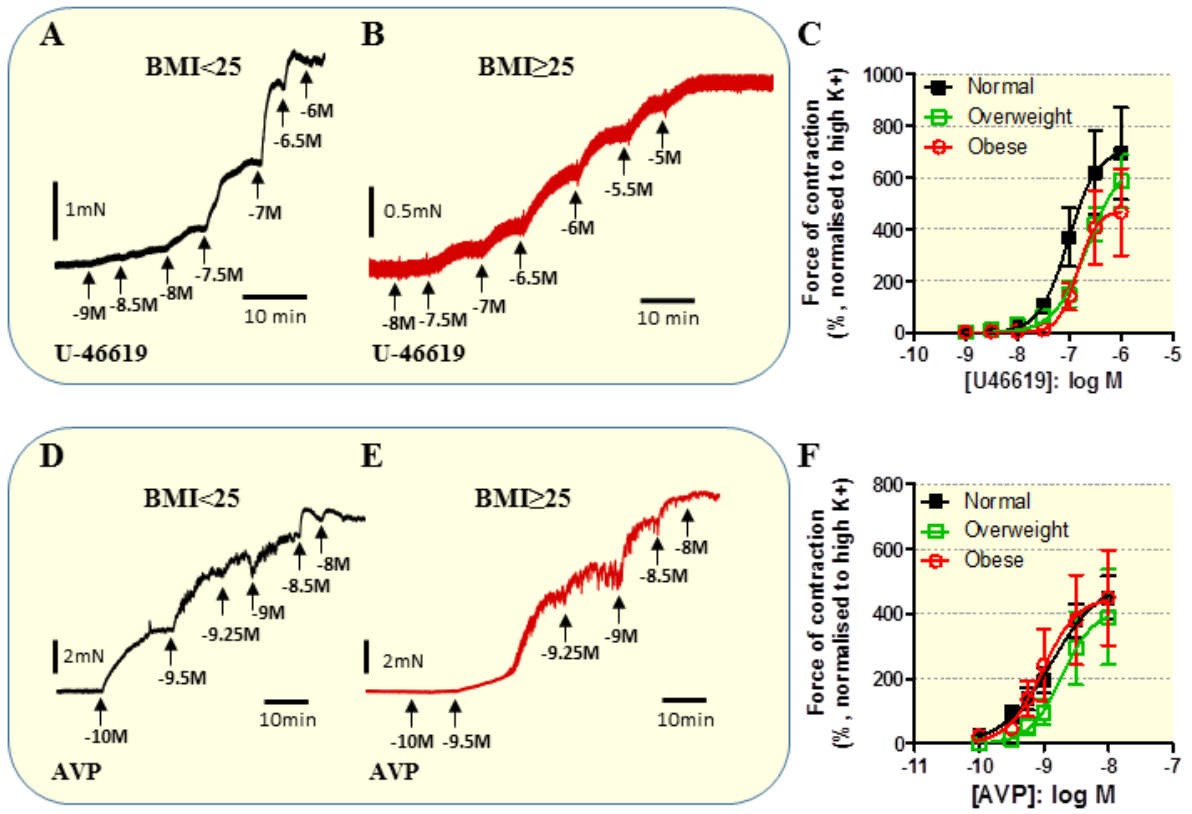 A
BMI<25
1mN
-9M
-8.5M
-8M
-7.5M
-7M
-6.5M
-6M
10 min
U-46619
B
BMI≥25
0.5mN
-8M
-7.5M
-7M
-6.5M
-6M
-5.5M
-5M
10 min
U-46619
C
Force of contraction
(%, normalised to high K+)
1000
800
600
400
200
0
Normal
Overweight
Obese
-10 -9 -8 -7 -6 -5
[U46619]: log M
D
BMI<25
2mN
-10M
-9.5M
-9.25M
-9M
-8.5M
-8M
10min
AVP
E
BMI≥25
2mN
-10M
-9.5M
-9.25M
-9M
-8.5M
-8M
10min
AVP
F
Force of contraction
(%, normalised to high K+)
800
600
400
200
0
Normal
Overweight
Obese
-11 -10 -9 -8 -7
[AVP]: log M